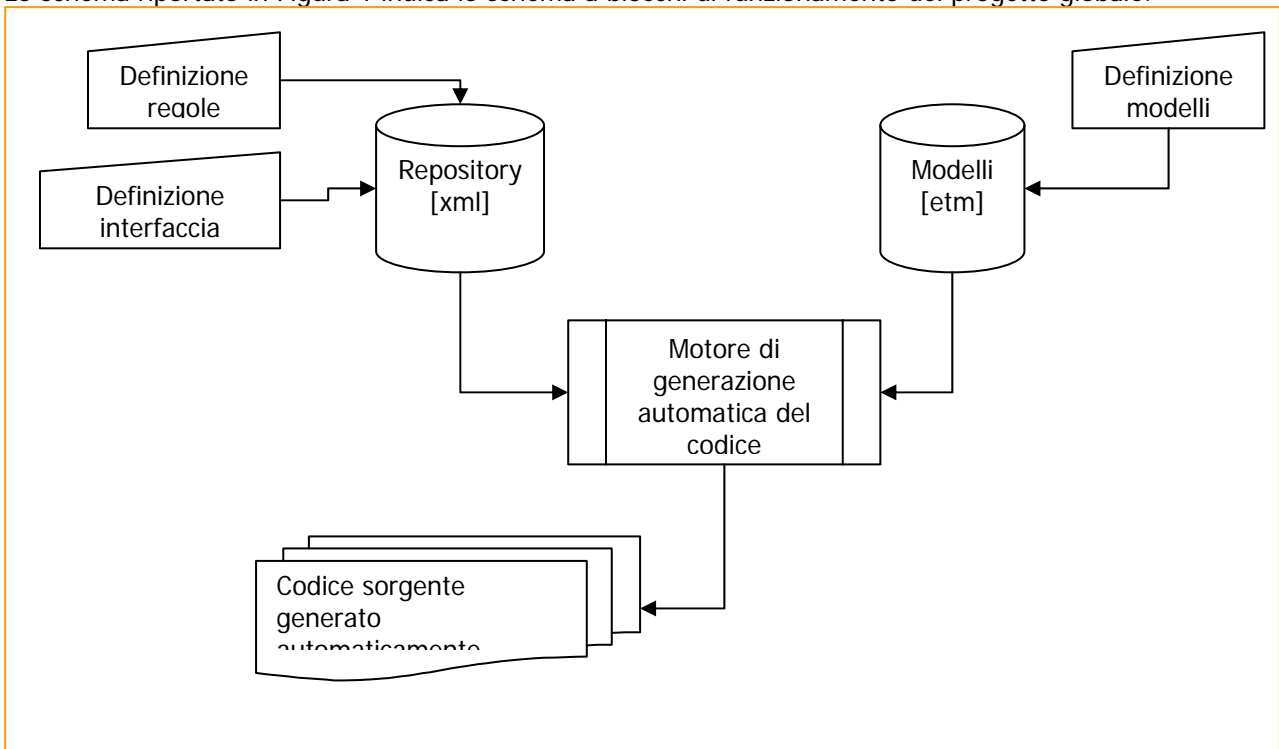 Lo schema riportato in Figura 1 indica lo schema a blocchi di funzionamento del progetto globale.
Definizione
regole
Definizione
interfaccia
Repository
[xml]
Modelli
[etm]
Definizione
modelli
Motore di
generazione
automatica del
codice
Codice sorgente
generato
automaticamente